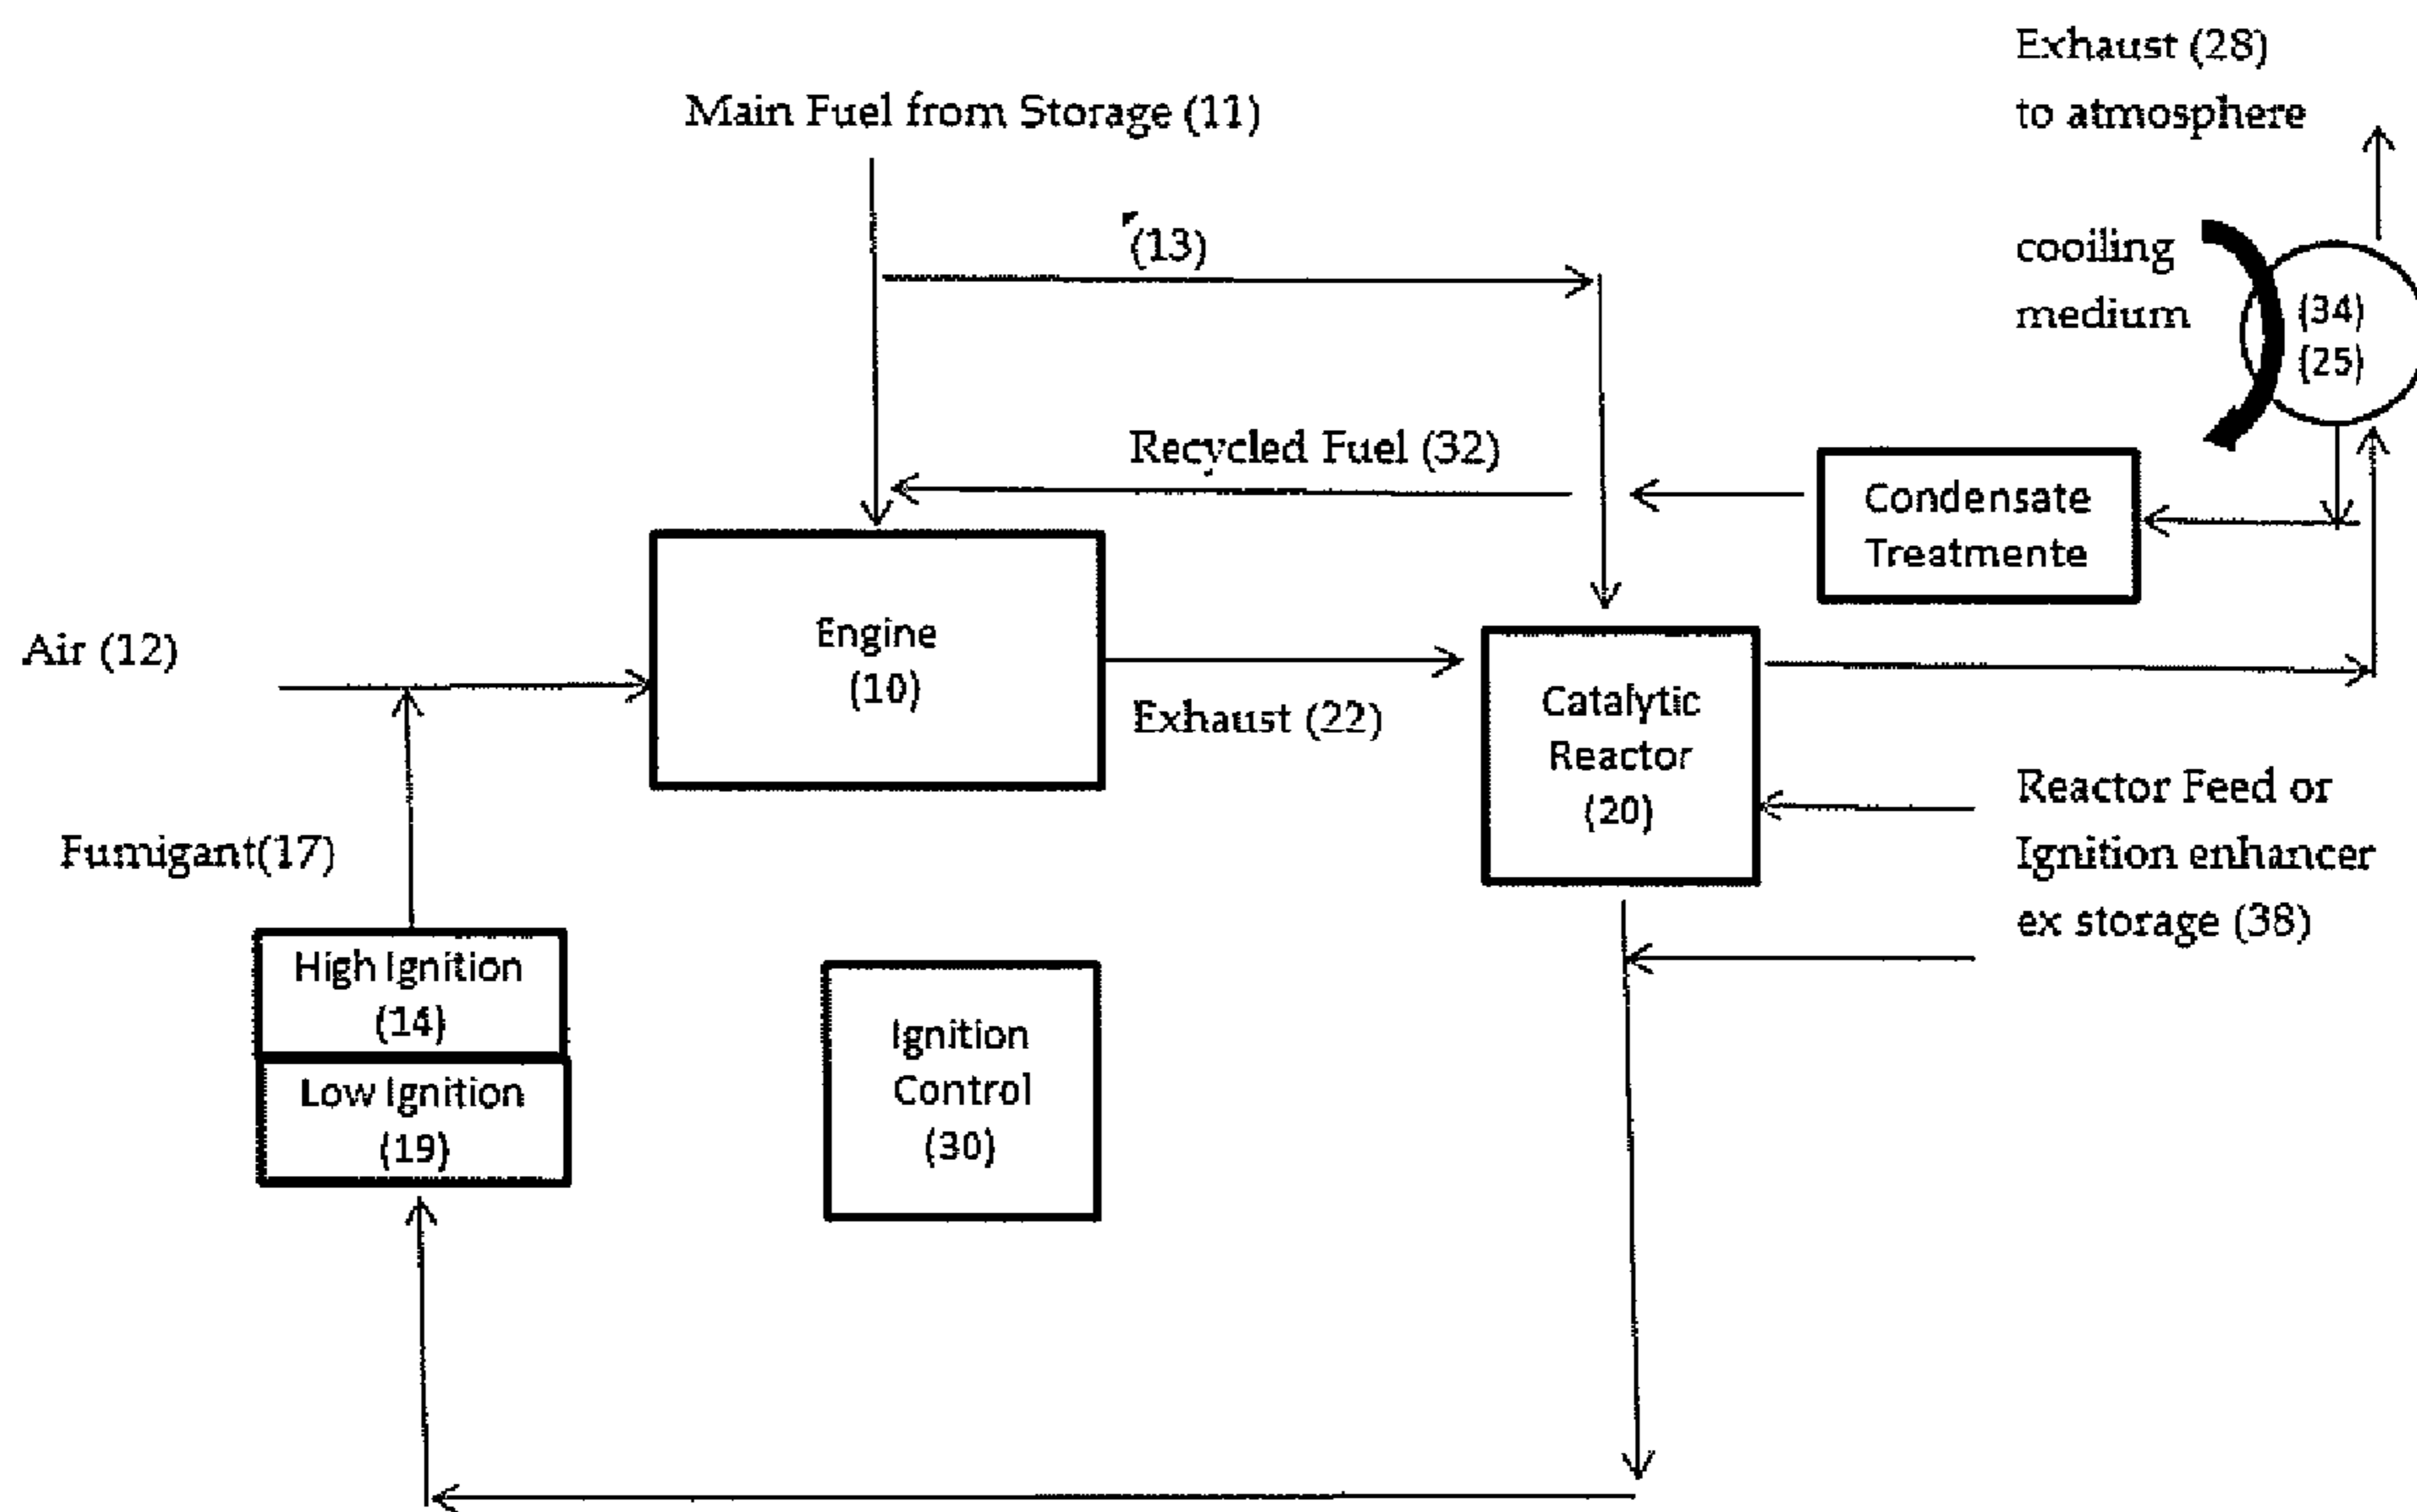 Exhaust (28)
to atmosphere
Main Fuel from Storage (11)
(13)
cooiling
medium
(34)
(25)
Recycled Fuel (32)
Condensate
Treatmente
Engine
(10)
Air (12)
Exhaust (22)
Catalytic
Reactor
(20)
Reactor Feed or
Ignition enhancer
ex storage (38)
Fumigant(17)
High Ignition
(14)
Low Ignition
(19)
Ignition
Control
(30)